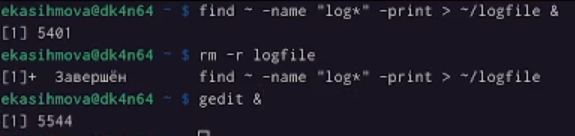 ekasihmova@dk4n64 ~ $ find ~ -name "log*" -print > ~/logfile &
[1] 5401
ekasihmova@dk4n64 ~ $ rm -r logfile
[1]+  Завершён      find ~ -name "log*" -print > ~/logfile
ekasihmova@dk4n64 ~ $ gedit &
[1] 5544